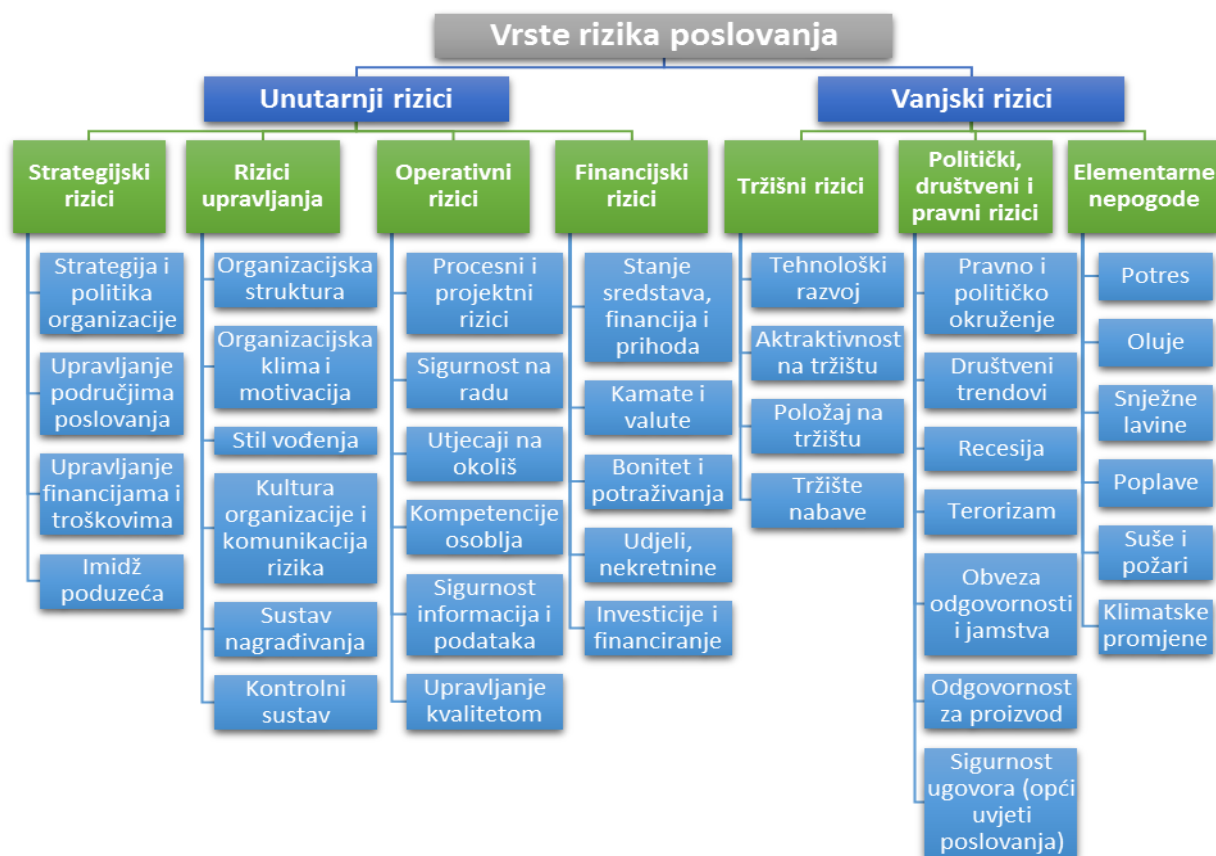 Vrste rizika poslovanja
Unutarnji rizici
Vanjski rizici
Strategijski
rizici
Rizici
upravljanja
Operativni
rizici
Financijski
rizici
Tržišni rizici
Politički,
društveni i
pravni rizici
Elementarne
nepogode
Strategija i
politika
organizacije
Upravljanje
područjima
poslovanja
Upravljanje
financijama i
troškovima
Imidž
poduzeća
Organizacijska
struktura
Organizacijska
klima i
motivacija
Stil vođenja
Kultura
organizacije i
komunikacija
rizika
Sustav
nagrađivanja
Kontrolni
sustav
Procesni i
projektni
rizici
Sigurnost na
radu
Utjecaji na
okoliš
Kompetencije
osoblja
Sigurnost
informacija i
podataka
Upravljanje
kvalitetom
Stanje
sredstava,
financija i
prihoda
Kamate i
valute
Bonitet i
potraživanja
Udjeli,
nekretnine
Investicije i
financiranje
Tehnološki
razvoj
Aktraktivnost
na tržištu
Položaj na
tržištu
Tržište
nabave
Pravno i
političko
okruženje
Društveni
trendovi
Recesija
Terorizam
Obveza
odgovornosti
i jamstva
Odgovornost
za proizvod
Sigurnost
ugovora (opći
uvjeti
poslovanja)
Potres
Oluje
Snježne
lavine
Poplave
Suše i
požari
Klimatske
promjene